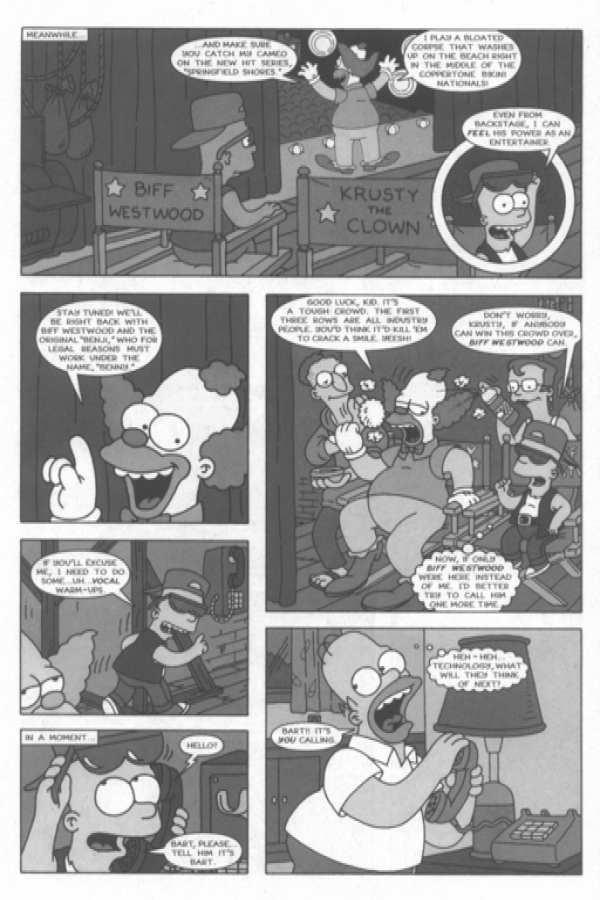 MEANWHILE...
...AND MAKE SURE
YOU CATCH MY CAMEO
ON THE NEW HIT SERIES,
"SPRINGFIELD SHORES."
I PLAY A BLOATED
CORPSE THAT WASHES
UP ON THE BEACH RIGHT
IN THE MIDDLE OF THE
COPPERTONE BIKINI
NATIONALS!
EVEN FROM
BACKSTAGE, I CAN
FEEL HIS POWER AS AN
ENTERTAINER.
BIFF
WESTWOOD
KRUSTY
THE
CLOWN
STAY TUNED! WE'LL
BE RIGHT BACK WITH
BIFF WESTWOOD AND THE
ORIGINAL "BENJI," WHO FOR
LEGAL REASONS MUST
WORK UNDER THE
NAME, "BENNY."
GOOD LUCK, KID. IT'S
A TOUGH CROWD. THE FIRST
THREE ROWS ARE ALL INDUSTRY
PEOPLE. YOU'D THINK IT'D KILL 'EM
TO CRACK A SMILE. YEESH!
DON'T WORRY,
KRUSTY, IF ANYBODY
CAN WIN THIS CROWD OVER,
BIFF WESTWOOD CAN.
NOW, IF ONLY
BIFF WESTWOOD
WERE HERE INSTEAD
OF ME. I'D BETTER
TRY TO CALL HIM
ONE MORE TIME.
IF YOU'LL EXCUSE
ME, I NEED TO DO
SOME...UH...VOCAL
WARM-UPS.
IN A MOMENT...
HELLO?
BART, PLEASE...
TELL HIM IT'S
BART.
BART!! IT'S
YOU CALLING.
HEH-HEH...
TECHNOLOGY, WHAT
WILL THEY THINK
OF NEXT?